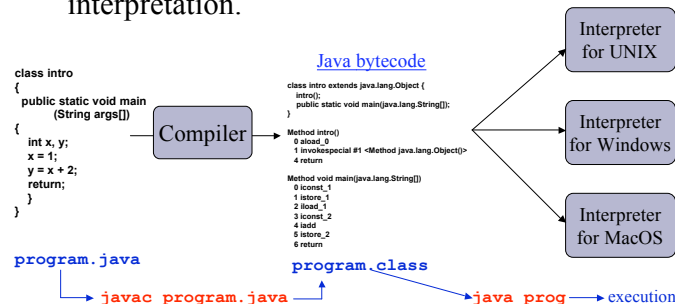 interpretation.
class intro
{
public static void main
(String args[])
{
int x, y;
x = 1;
y = x + 2;
return;
}
}
program.java
Compiler
Java bytecode
class intro extends java.lang.Object {
intro();
public static void main(java.lang.String[]);
}
Method intro()
0 aload_0
1 invokespecial #1 <Method java.lang.Object()>
4 return
Method void main(java.lang.String[])
0 iconst_1
1 istore_1
2 iload_1
3 iconst_2
4 iadd
5 istore_2
6 return
program.class
Interpreter
for UNIX
Interpreter
for Windows
Interpreter
for MacOS
javac program.java
java prog
execution